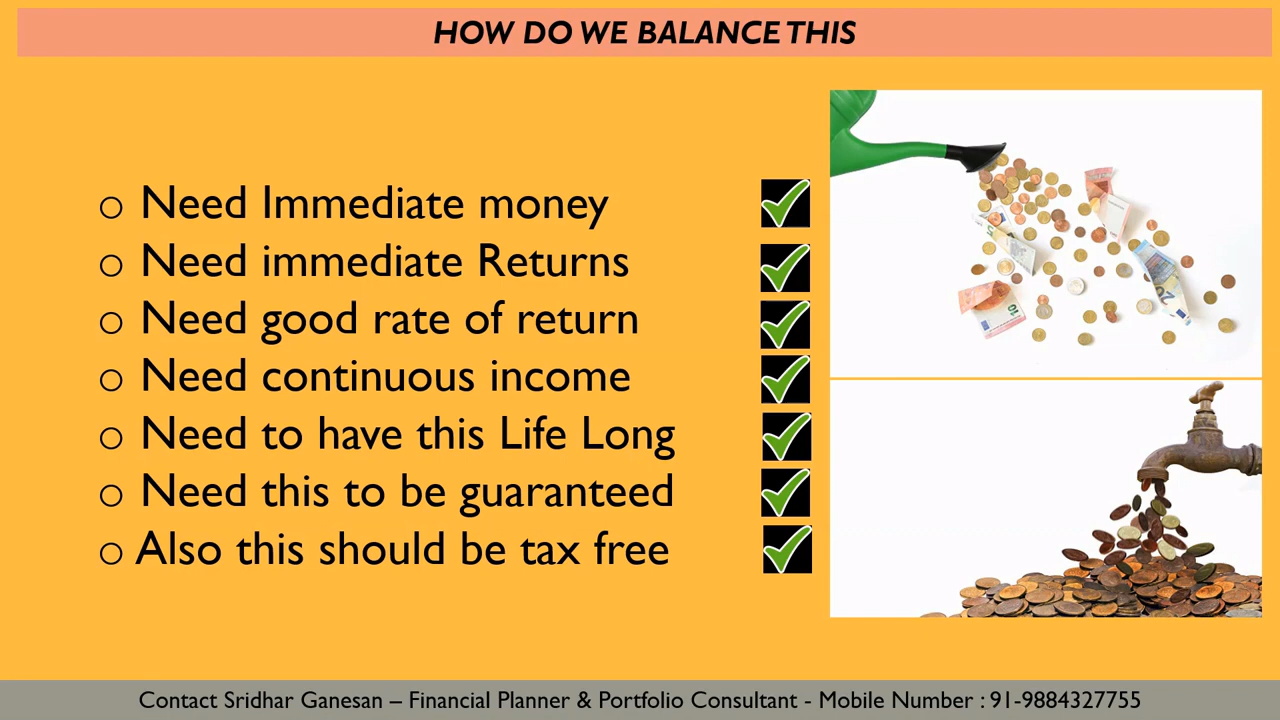 HOW DO WE BALANCE THIS
o Need Immediate money
o Need immediate Returns
o Need good rate of return
o Need continuous income
o Need to have this Life Long
o Need this to be guaranteed
o Also this should be tax free
Contact Sridhar Ganesan – Financial Planner & Portfolio Consultant - Mobile Number : 91-9884327755